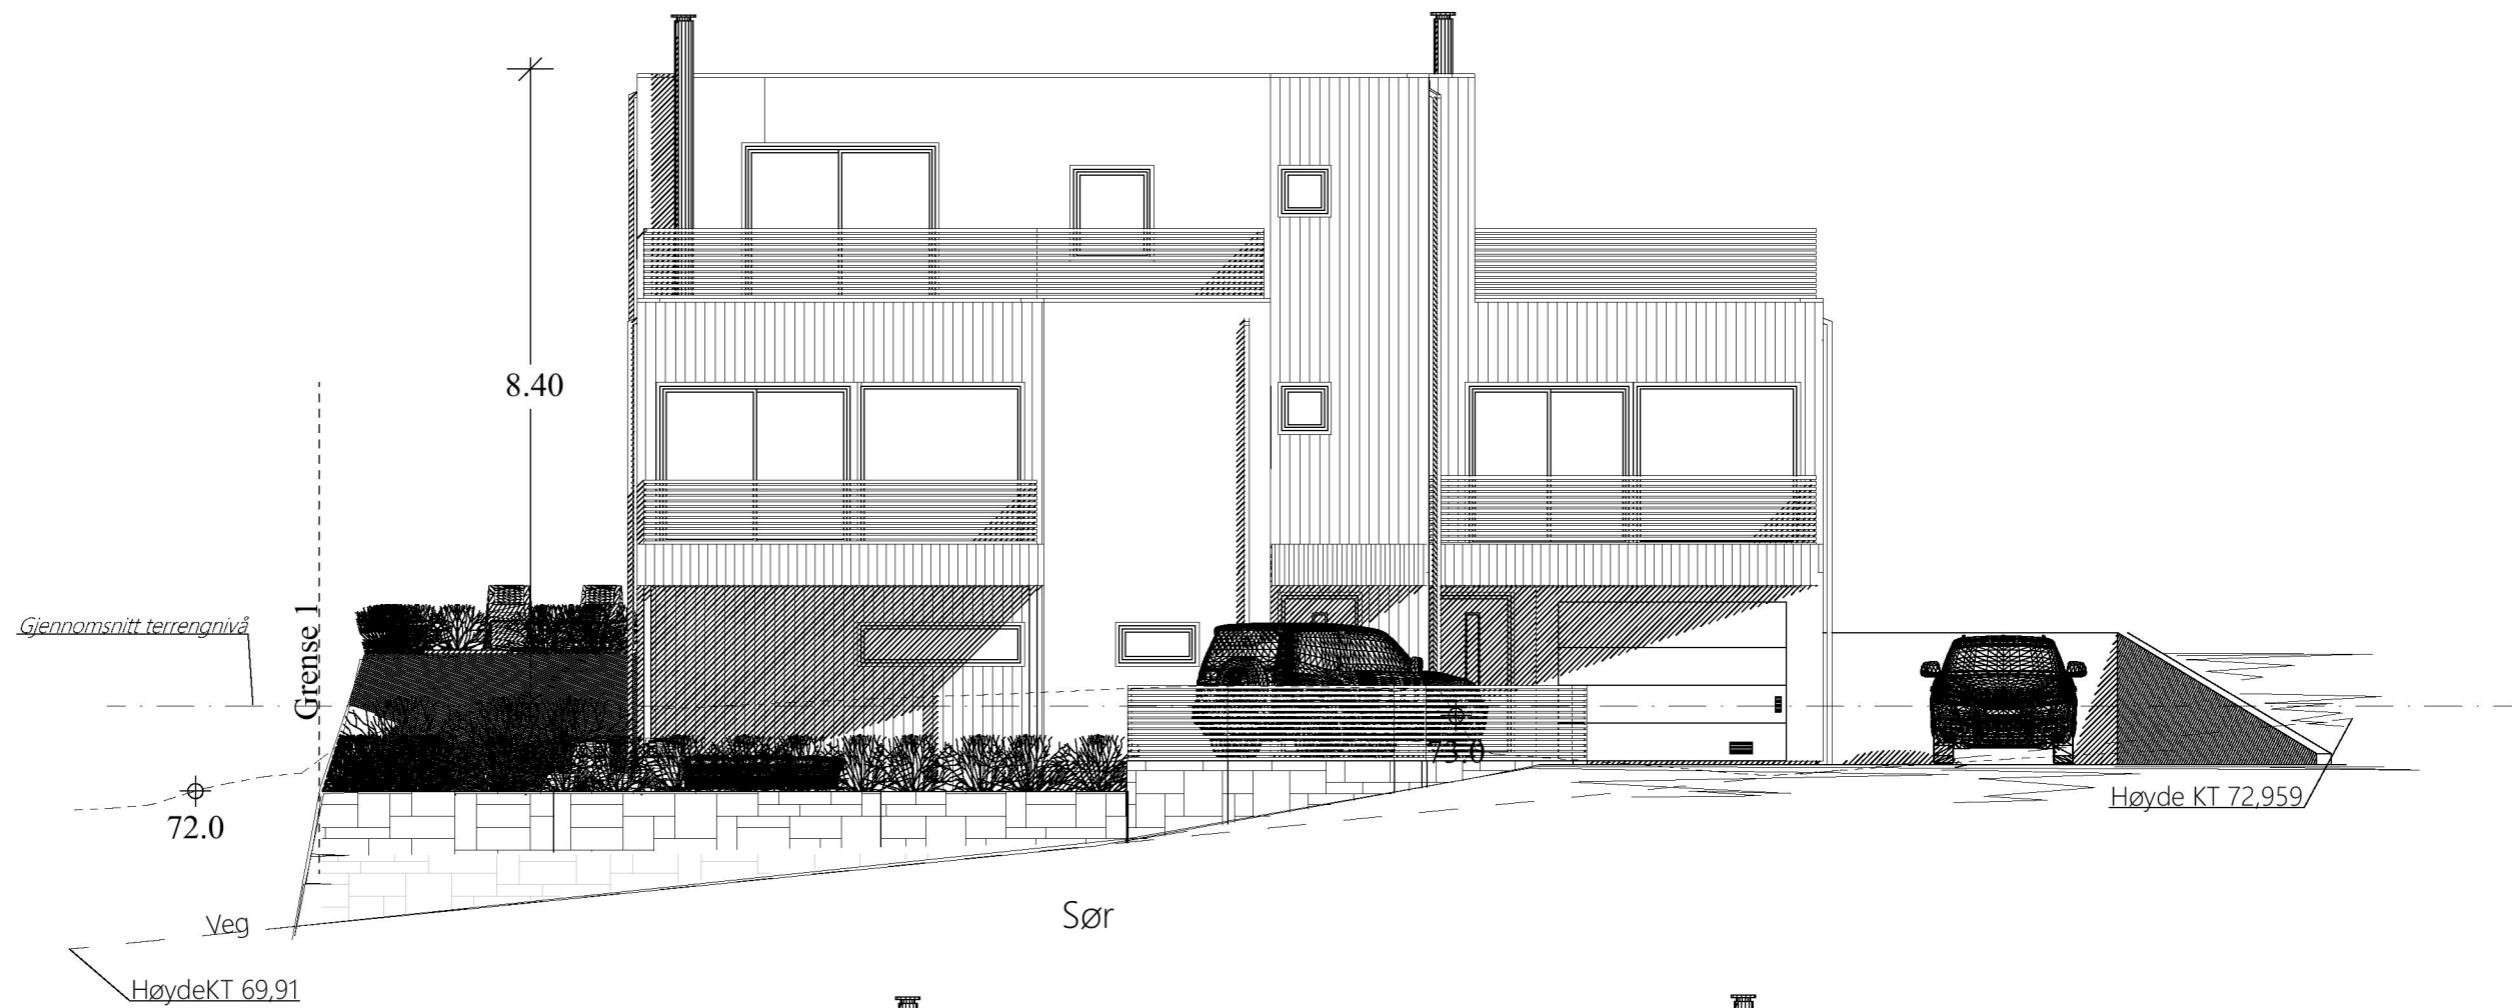 8.40
Gjennomsnitt terrengnivå
Grense 1
73.0
72.0
Høyde KT 72,959
Veg
Sør
HøydeKT 69,91